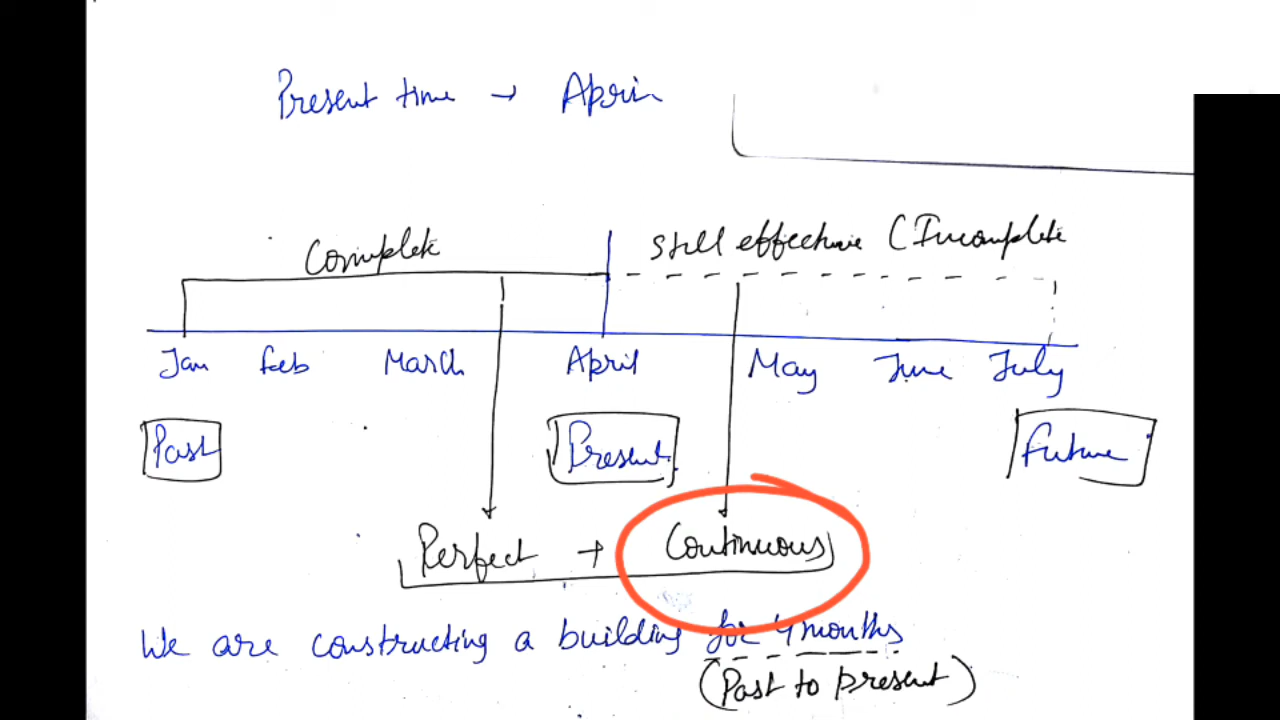 Present time → April
Complete
Still effective (Incomplete
Jan Feb March April May June July
Past Present Future
Perfect + Continuous
We are constructing a building for 4 months
(Past to present)